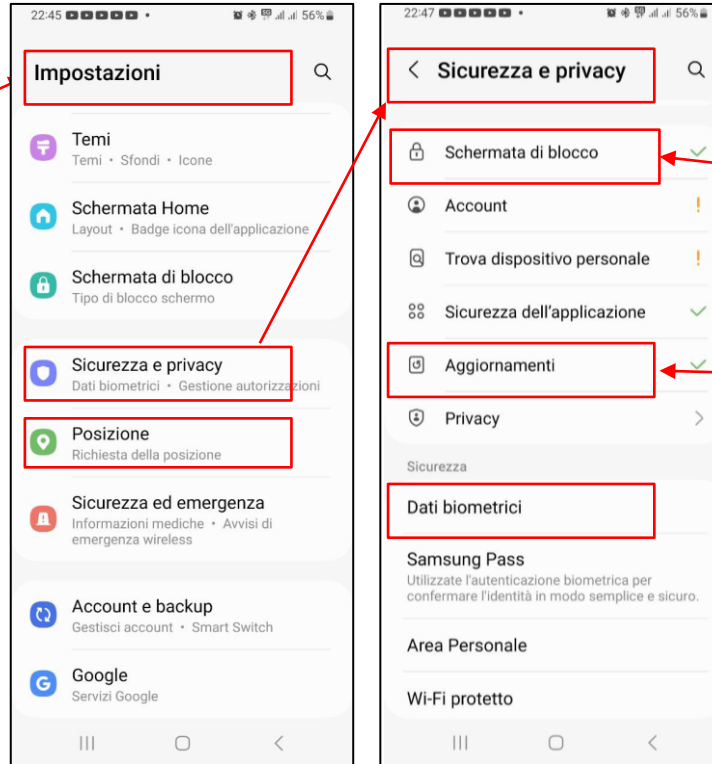 22:45
56%
Impostazioni
Temi
Temi • Sfondi • Icone
Schermata Home
Layout • Badge icona dell'applicazione
Schermata di blocco
Tipo di blocco schermo
Sicurezza e privacy
Dati biometrici • Gestione autorizzazioni
Posizione
Richiesta della posizione
Sicurezza ed emergenza
Informazioni mediche • Avvisi di
emergenza wireless
Account e backup
Gestisci account • Smart Switch
G
Google
Servizi Google
22:47
56%
Sicurezza e privacy
Schermata di blocco
Account
Trova dispositivo personale
Sicurezza dell'applicazione
Aggiornamenti
Privacy
Sicurezza
Dati biometrici
Samsung Pass
Utilizzate l'autenticazione biometrica per
confermare l'identità in modo semplice e sicuro.
Area Personale
Wi-Fi protetto